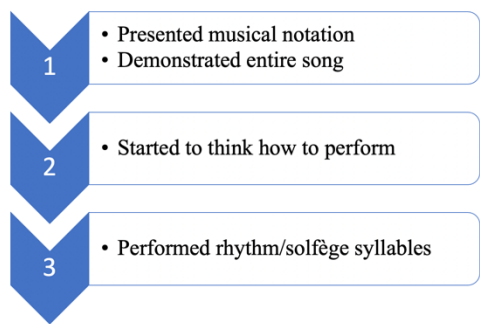 1
• Presented musical notation
• Demonstrated entire song
2
• Started to think how to perform
3
• Performed rhythm/solfège syllables